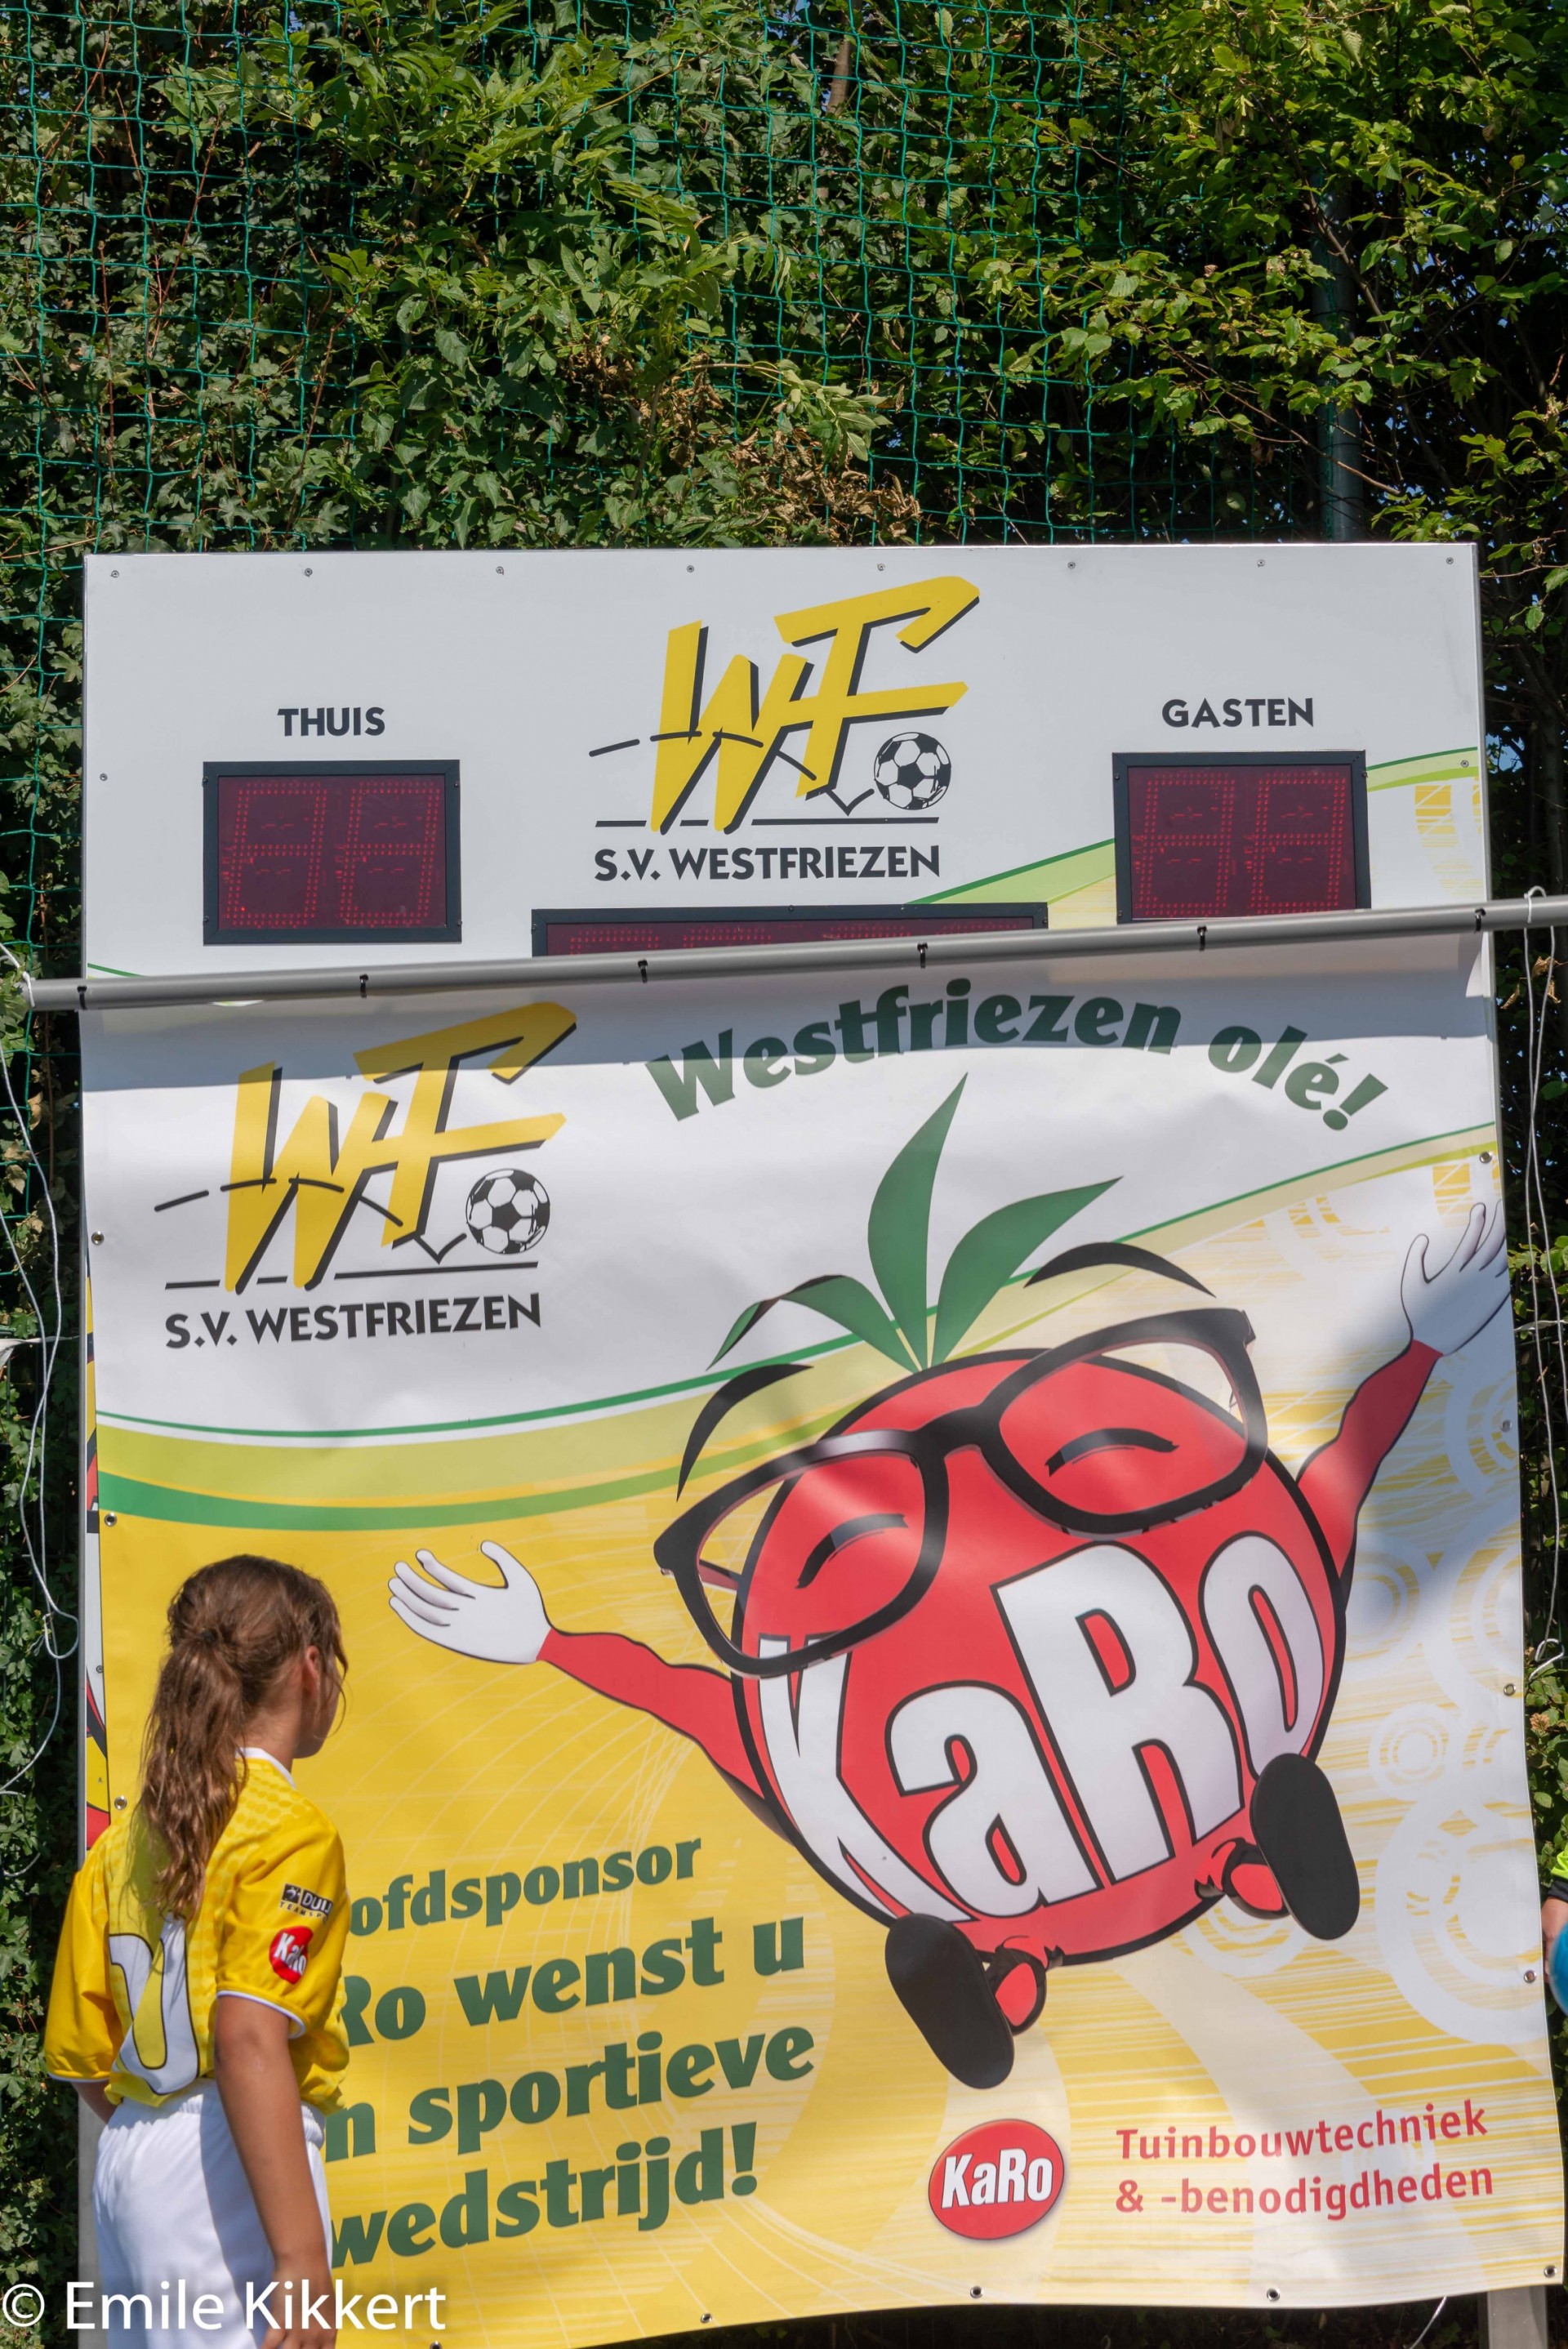 THUIS
GASTEN
WF
S.V. WESTFRIEZEN
Westfriezen olé!
WF
S.V. WESTFRIEZEN
KaRo
ofdsponsor
Ro wenst u
n sportieve
wedstrijd!
KaRo
Tuinbouwtechniek
& -benodigdheden
KaRo
© Emile Kikkert